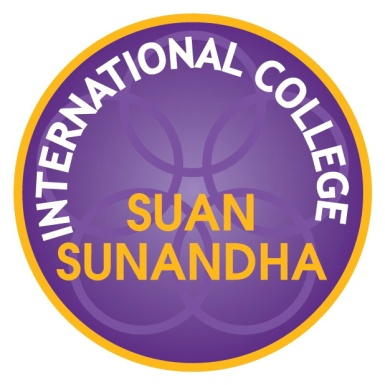 INTERNATIONAL COLLEGE
SUAN
SUNANDHA